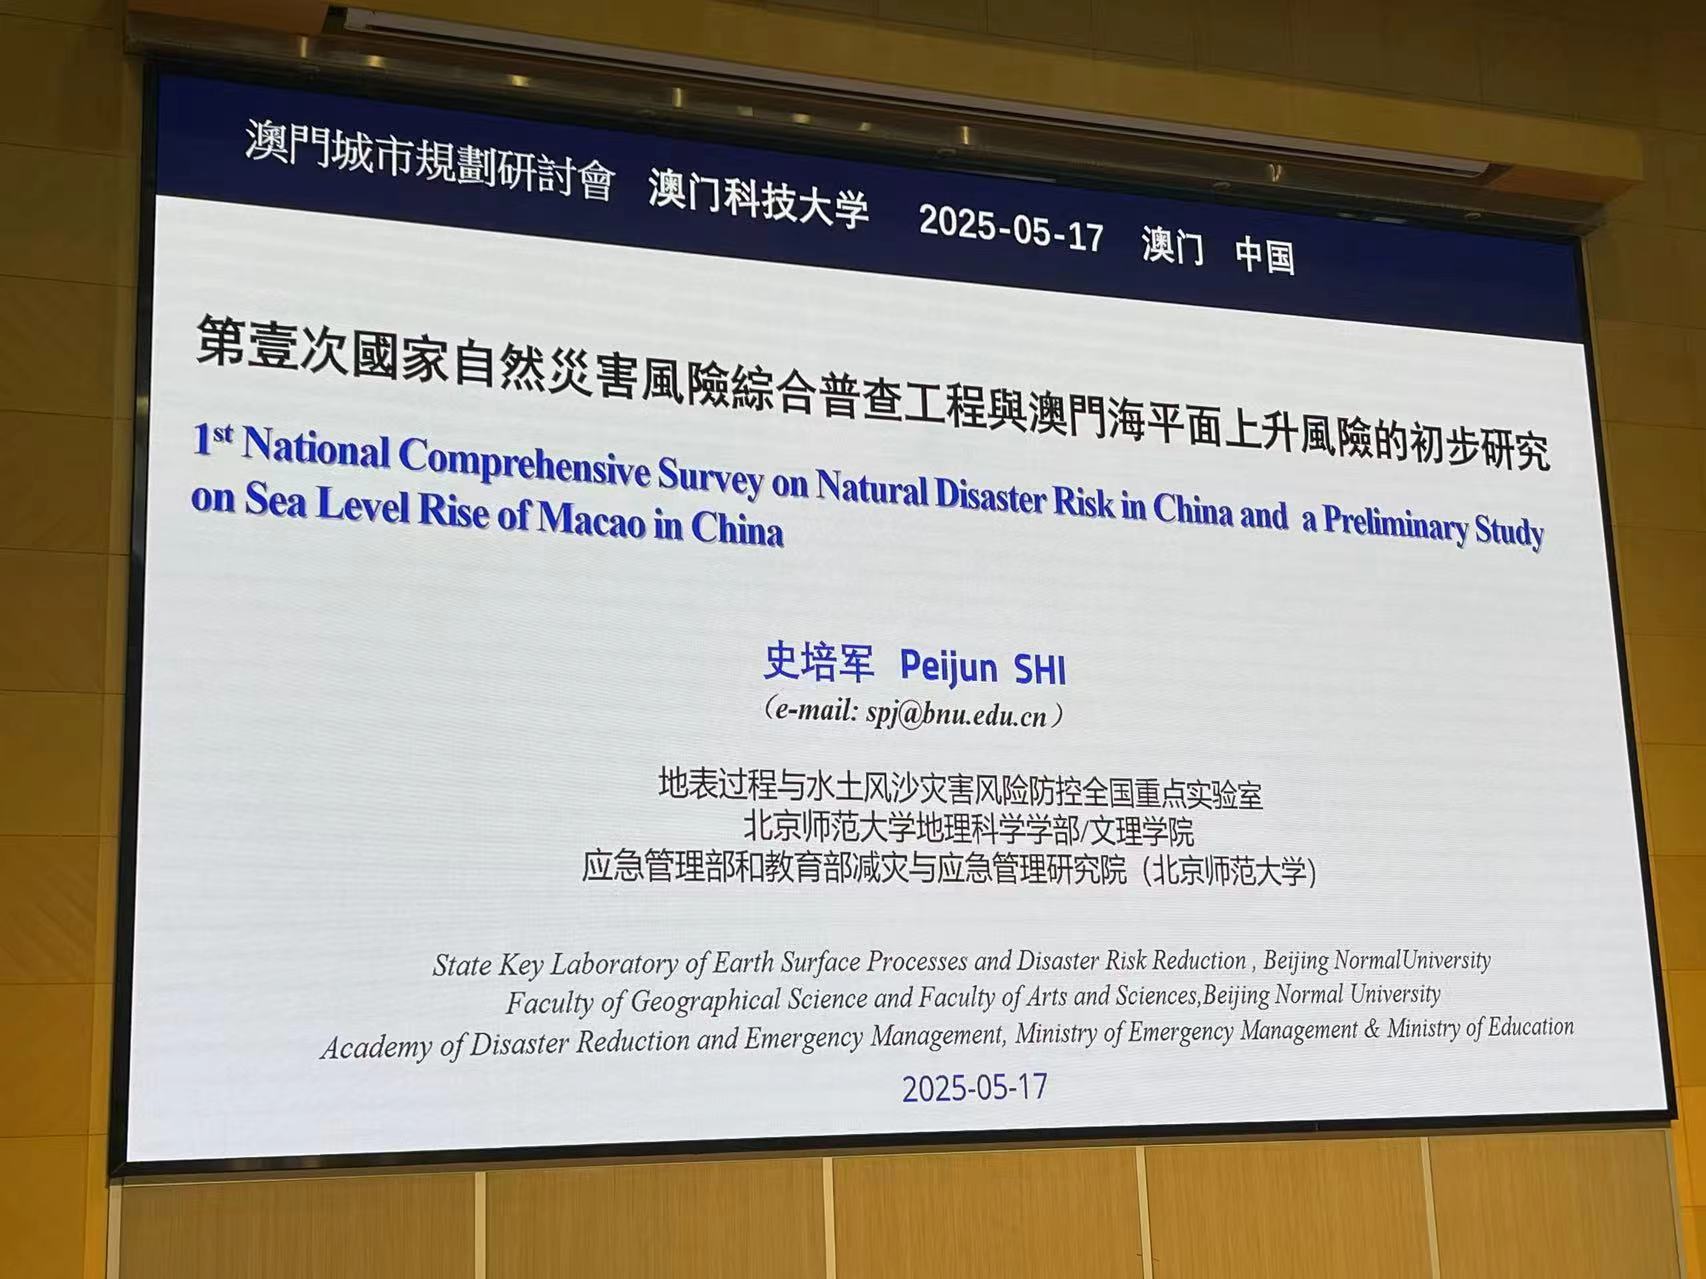 澳門城市規劃研討會 澳门科技大学 2025-05-17 澳门 中国
第壹次國家自然災害風險綜合普查工程與澳門海平面上升風險的初步研究
1st National Comprehensive Survey on Natural Disaster Risk in China and a Preliminary Study
on Sea Level Rise of Macao in China
史培军 Peijun SHI
（e-mail: spj@bnu.edu.cn）
地表过程与水土风沙灾害风险防控全国重点实验室
北京师范大学地理科学学部/文理学院
应急管理部和教育部减灾与应急管理研究院（北京师范大学）
State Key Laboratory of Earth Surface Processes and Disaster Risk Reduction , Beijing NormalUniversity
Faculty of Geographical Science and Faculty of Arts and Sciences,Beijing Normal University
Academy of Disaster Reduction and Emergency Management, Ministry of Emergency Management & Ministry of Education
2025-05-17